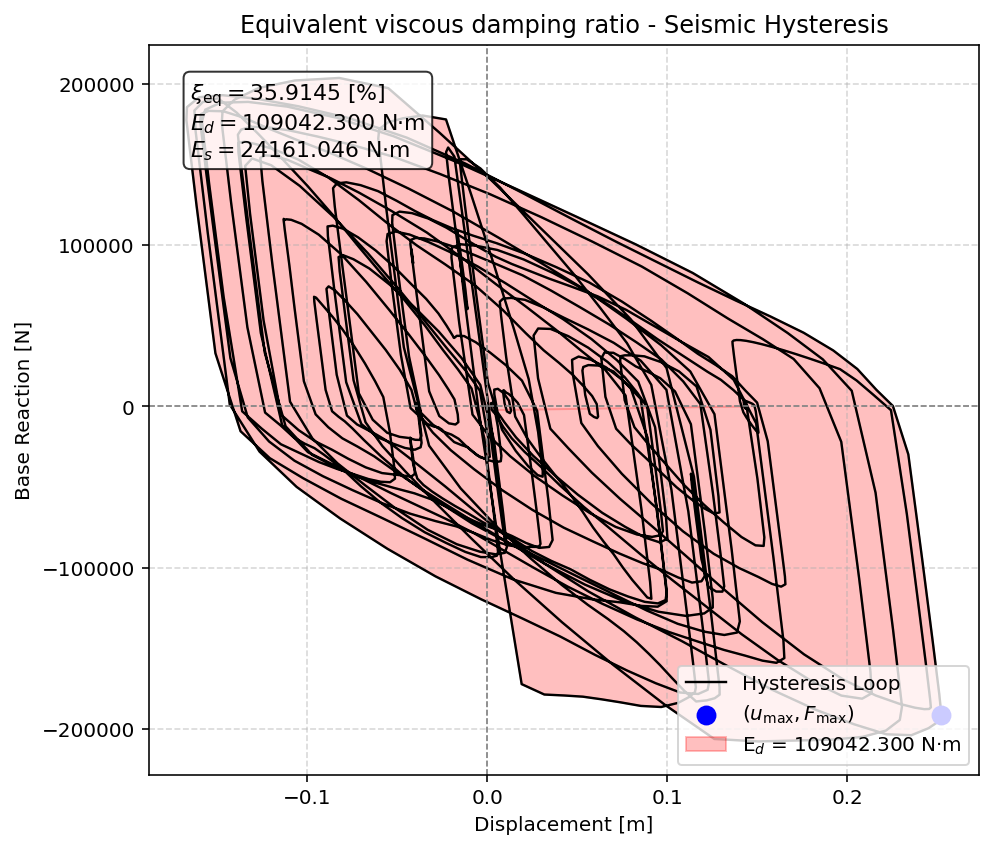 Equivalent viscous damping ratio - Seismic Hysteresis
ξeq = 35.9145 [%]
Ed = 109042.300 N·m
Es = 24161.046 N·m
200000
100000
0
−100000
−200000
Base Reaction [N]
Hysteresis Loop
(umax, Fmax)
Ed = 109042.300 N·m
−0.1
0.0
0.1
0.2
Displacement [m]